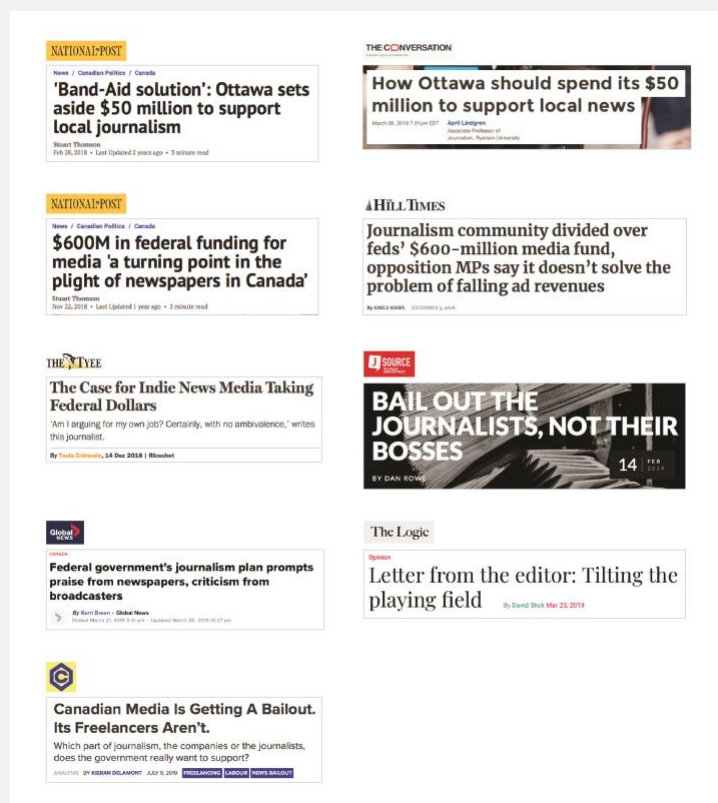 NATIONAL POST
News / Canadian Politics / Canada
'Band-Aid solution': Ottawa sets
aside $50 million to support
local journalism
Stuart Thomson
Feb 28, 2018 • Last Updated 2 years ago • 3 minute read
THE CONVERSATION
How Ottawa should spend its $50
million to support local news
March 28, 2018 7.21pm EDT
April Lindgren
Associate Professor of
Journalism, Ryerson University
NATIONAL POST
News / Canadian Politics / Canada
$600M in federal funding for
media 'a turning point in the
plight of newspapers in Canada'
Stuart Thomson
Nov 22, 2018 • Last Updated 1 year ago • 3 minute read
HILL TIMES
Journalism community divided over
feds' $600-million media fund,
opposition MPs say it doesn't solve the
problem of falling ad revenues
THE TYEE
The Case for Indie News Media Taking
Federal Dollars
'Am I arguing for my own job? Certainly, with no ambivalence,' writes
this journalist.
By Toula Drimonis, 14 Dec 2018 | Ricochet
J SOURCE
BAIL OUT THE
JOURNALISTS, NOT THEIR
BOSSES
14 FEB
2019
BY DAN ROWE
Global
NEWS
CANADA
Federal government's journalism plan prompts
praise from newspapers, criticism from
broadcasters
By Kerri Breen • Global News
The Logic
Opinion
Letter from the editor: Tilting the
playing field By David Skok Mar 23, 2019
C
Canadian Media Is Getting A Bailout.
Its Freelancers Aren't.
Which part of journalism, the companies or the journalists,
does the government really want to support?
ANALYSIS BY KIERAN DELAMONT JULY 9, 2019 FREELANCING LABOUR NEWS BAILOUT